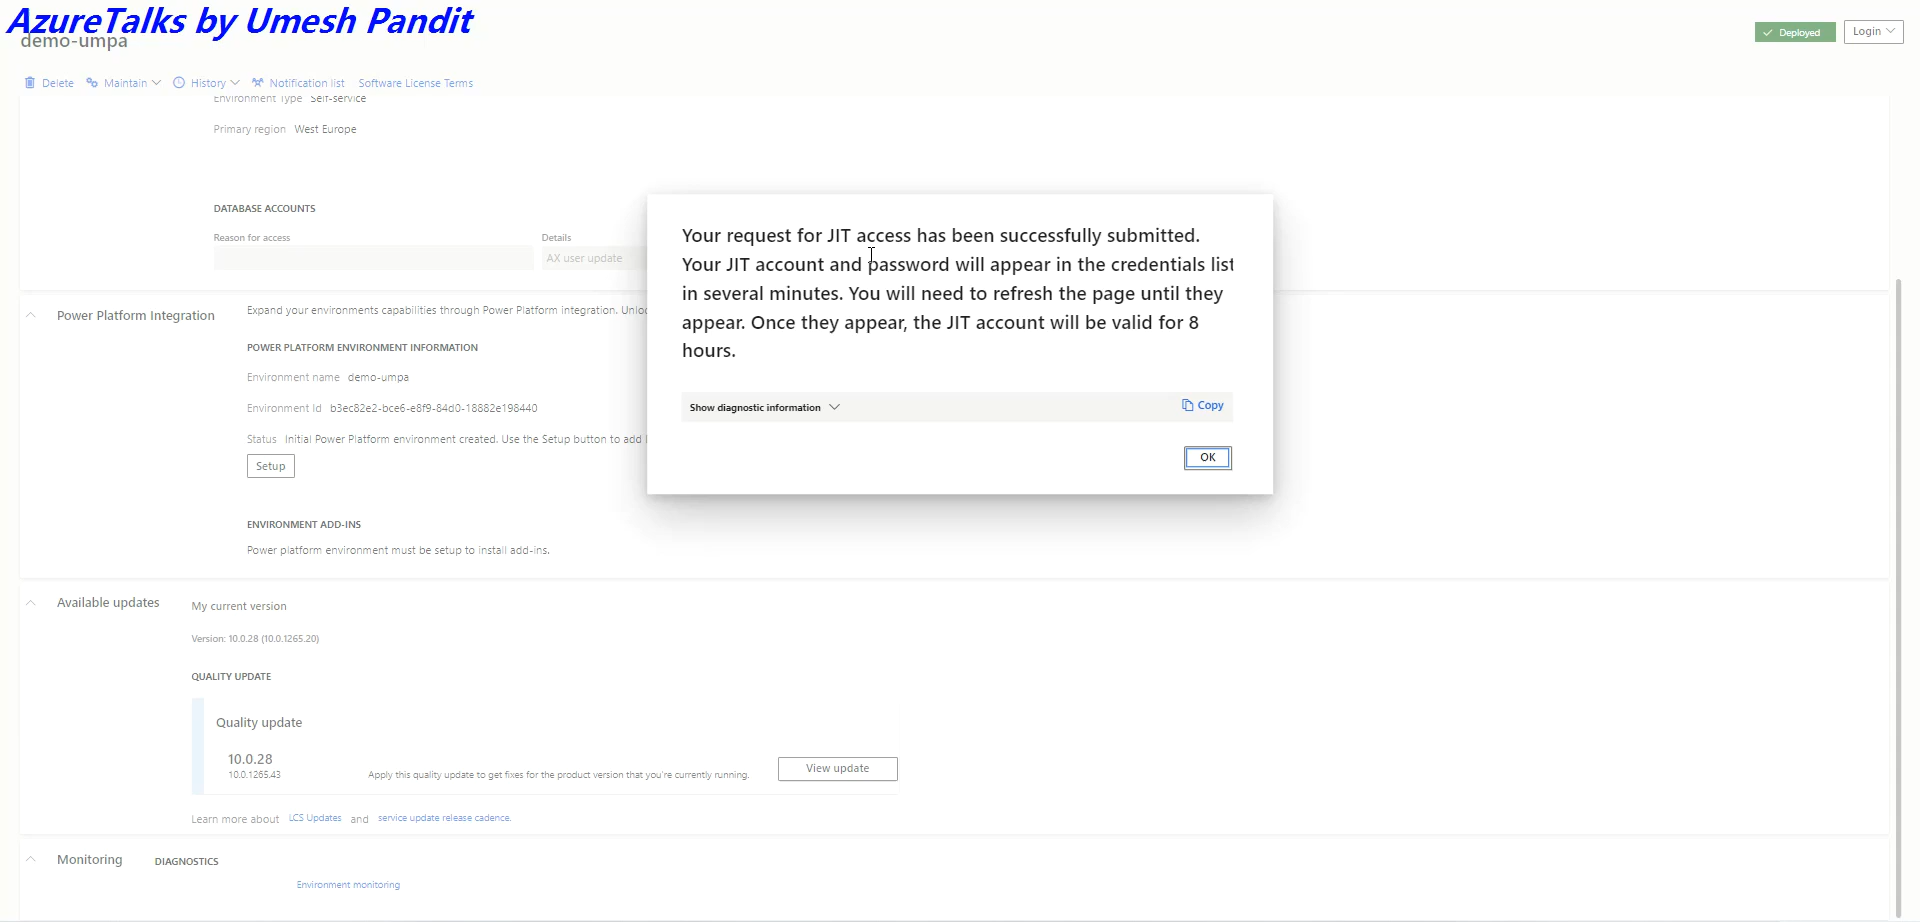 AzureTalks by Umesh Pandit
demo-umpa
Deployed
Login
Delete
Maintain
History
Notification list
Software License Terms
Environment Type Self-service
Primary region West Europe
DATABASE ACCOUNTS
Reason for access
Details
AX user update
Your request for JIT access has been successfully submitted.
Your JIT account and password will appear in the credentials list
in several minutes. You will need to refresh the page until they
appear. Once they appear, the JIT account will be valid for 8
hours.
Show diagnostic information
Copy
OK
Power Platform Integration
Expand your environments capabilities through Power Platform integration. Unloc
POWER PLATFORM ENVIRONMENT INFORMATION
Environment name demo-umpa
Environment Id b3ec82e2-bce6-e8f9-84d0-18882e198440
Status Initial Power Platform environment created. Use the Setup button to add
Setup
ENVIRONMENT ADD-INS
Power platform environment must be setup to install add-ins.
Available updates
My current version
Version: 10.0.28 (10.0.1265.20)
QUALITY UPDATE
Quality update
10.0.28
10.0.1265.43
Apply this quality update to get fixes for the product version that you're currently running.
View update
Learn more about LCS Updates and service update release cadence.
Monitoring
DIAGNOSTICS
Environment monitoring